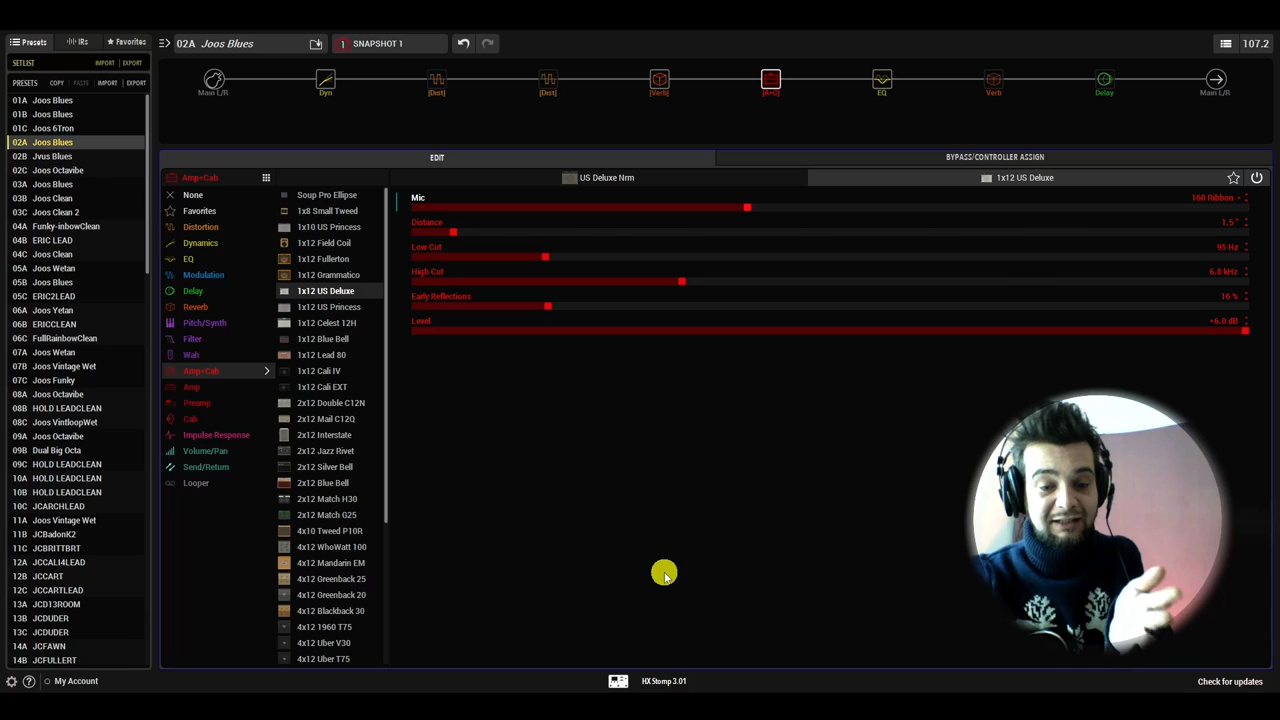 Presets
IRs
Favorites
02A Joos Blues
1 SNAPSHOT 1
107.2
SETLIST IMPORT EXPORT
PRESETS COPY PASTE IMPORT EXPORT
01A Joos Blues
01B Joos Blues
01C Joos 6Tron
02A Joos Blues
02B Jvus Blues
02C Joos Octavibe
03A Joos Blues
03B Joos Clean
03C Joos Clean 2
04A Funky-inbowClean
04B ERIC LEAD
04C Joos Clean
05A Joos Wetan
05B Joos Blues
05C ERIC2LEAD
06A Joos Yetan
06B ERICCLEAN
06C FullRainbowClean
07A Joos Wetan
07B Joos Vintage Wet
07C Joos Funky
08A Joos Octavibe
08B HOLD LEADCLEAN
08C Joos VintloopWet
09A Joos Octavibe
09B Dual Big Octa
09C HOLD LEADCLEAN
10A HOLD LEADCLEAN
10B HOLD LEADCLEAN
10C JCARCHLEAD
11A Joos Vintage Wet
11B JCBadonK2
11C JCBRITTBRT
12A JCCALI4LEAD
12B JCCART
12C JCCARTLEAD
13A JCD13ROOM
13B JCDUDER
13C JCDUDER
14A JCFAWN
14B JCFULLERT
Main L/R
Dyn
[Dist]
[Dist]
[Verb]
[A+C]
EQ
Verb
Delay
Main L/R
EDIT
BYPASS/CONTROLLER ASSIGN
Amp+Cab
US Deluxe Nrm
1x12 US Deluxe
None
Favorites
Distortion
Dynamics
EQ
Modulation
Delay
Reverb
Pitch/Synth
Filter
Wah
Amp+Cab
Amp
Preamp
Cab
Impulse Response
Volume/Pan
Send/Return
Looper
Soup Pro Ellipse
1x8 Small Tweed
1x10 US Princess
1x12 Field Coil
1x12 Fullerton
1x12 Grammatico
1x12 US Deluxe
1x12 US Princess
1x12 Celest 12H
1x12 Blue Bell
1x12 Lead 80
1x12 Cali IV
1x12 Cali EXT
2x12 Double C12N
2x12 Mail C12Q
2x12 Interstate
2x12 Jazz Rivet
2x12 Silver Bell
2x12 Blue Bell
2x12 Match H30
2x12 Match G25
4x10 Tweed P10R
4x12 WhoWatt 100
4x12 Mandarin EM
4x12 Greenback 25
4x12 Greenback 20
4x12 Blackback 30
4x12 1960 T75
4x12 Uber V30
4x12 Uber T75
Mic 160 Ribbon
Distance 1.5"
Low Cut 95 Hz
High Cut 6.8 kHz
Early Reflections 16 %
Level +6.0 dB
My Account
HX Stomp 3.01
Check for updates